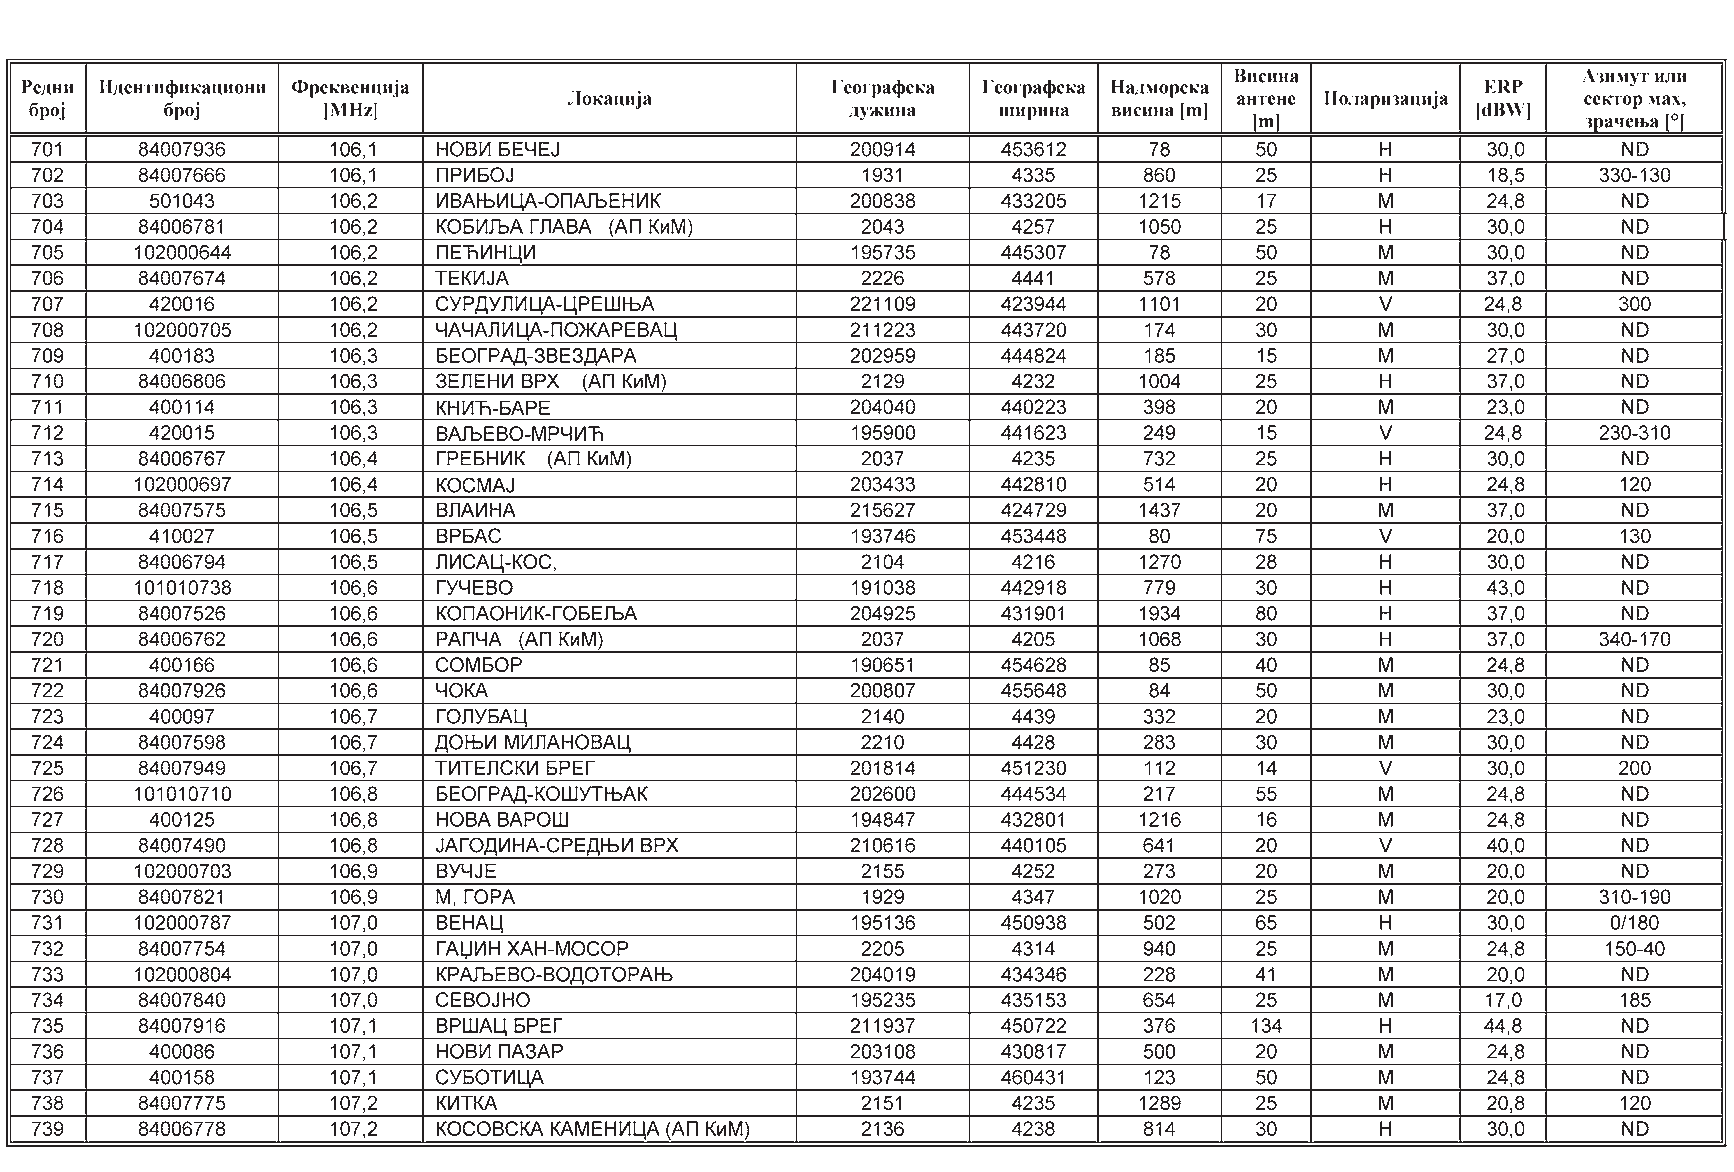 Редни број | Идентификациони број | Фреквенција [MHz] | Локација | Географска дужина | Географска ширина | Надморска висина [m] | Висина антене [m] | Поларизација | ERP [dBW] | Азимут или сектор мах, зрачења [°[
701 84007936 106,1 НОВИ БЕЧЕЈ 200914 453612 78 50 H 30,0 ND
702 84007666 106,1 ПРИБОЈ 1931 4335 860 25 H 18,5 330-130
703 501043 106,2 ИВАЊИЦА-ОПАЉЕНИК 200838 433205 1215 17 M 24,8 ND
704 84006781 106,2 КОБИЉА ГЛАВА (АП КиМ) 2043 4257 1050 25 H 30,0 ND
705 102000644 106,2 ПЕЋИНЦИ 195735 445307 78 50 M 30,0 ND
706 84007674 106,2 ТЕКИЈА 2226 4441 578 25 M 37,0 ND
707 420016 106,2 СУРДУЛИЦА-ЦРЕШЊА 221109 423944 1101 20 V 24,8 300
708 102000705 106,2 ЧАЧАЛИЦА-ПОЖАРЕВАЦ 211223 443720 174 30 M 30,0 ND
709 400183 106,3 БЕОГРАД-ЗВЕЗДАРА 202959 444824 185 15 M 27,0 ND
710 84006806 106,3 ЗЕЛЕНИ ВРХ (АП КиМ) 2129 4232 1004 25 H 37,0 ND
711 400114 106,3 КНИЋ-БАРЕ 204040 440223 398 20 M 23,0 ND
712 420015 106,3 ВАЉЕВО-МРЧИЋ 195900 441623 249 15 V 24,8 230-310
713 84006767 106,4 ГРЕБНИК (АП КиМ) 2037 4235 732 25 H 30,0 ND
714 102000697 106,4 КОСМАЈ 203433 442810 514 20 H 24,8 120
715 84007575 106,5 ВЛАИНА 215627 424729 1437 20 M 37,0 ND
716 410027 106,5 ВРБАС 193746 453448 80 75 V 20,0 130
717 84006794 106,5 ЛИСАЦ-КОС, 2104 4216 1270 28 H 30,0 ND
718 101010738 106,6 ГУЧЕВО 191038 442918 779 30 H 43,0 ND
719 84007526 106,6 КОПАОНИК-ГОБЕЉА 204925 431901 1934 80 H 37,0 ND
720 84006762 106,6 РАПЧА (АП КиМ) 2037 4205 1068 30 H 37,0 340-170
721 400166 106,6 СОМБОР 190651 454628 85 40 M 24,8 ND
722 84007926 106,6 ЧОКА 200807 455648 84 50 M 30,0 ND
723 400097 106,7 ГОЛУБАЦ 2140 4439 332 20 M 23,0 ND
724 84007598 106,7 ДОЊИ МИЛАНОВАЦ 2210 4428 283 30 M 30,0 ND
725 84007949 106,7 ТИТЕЛСКИ БРЕГ 201814 451230 112 14 V 30,0 200
726 101010710 106,8 БЕОГРАД-КОШУТЊАК 202600 444534 217 55 M 24,8 ND
727 400125 106,8 НОВА ВАРОШ 194847 432801 1216 16 M 24,8 ND
728 84007490 106,8 ЈАГОДИНА-СРЕДЊИ ВРХ 210616 440105 641 20 V 40,0 ND
729 102000703 106,9 ВУЧЈЕ 2155 4252 273 20 M 20,0 ND
730 84007821 106,9 М, ГОРА 1929 4347 1020 25 M 20,0 310-190
731 102000787 107,0 ВЕНАЦ 195136 450938 502 65 H 30,0 0/180
732 84007754 107,0 ГАЏИН ХАН-МОСОР 2205 4314 940 25 M 24,8 150-40
733 102000804 107,0 КРАЉЕВО-ВОДОТОРАЊ 204019 434346 228 41 M 20,0 ND
734 84007840 107,0 СЕВОЈНО 195235 435153 654 25 M 17,0 185
735 84007916 107,1 ВРШАЦ БРЕГ 211937 450722 376 134 H 44,8 ND
736 400086 107,1 НОВИ ПАЗАР 203108 430817 500 20 M 24,8 ND
737 400158 107,1 СУБОТИЦА 193744 460431 123 50 M 24,8 ND
738 84007775 107,2 КИТКА 2151 4235 1289 25 M 20,8 120
739 84006778 107,2 КОСОВСКА КАМЕНИЦА (АП КиМ) 2136 4238 814 30 H 30,0 ND